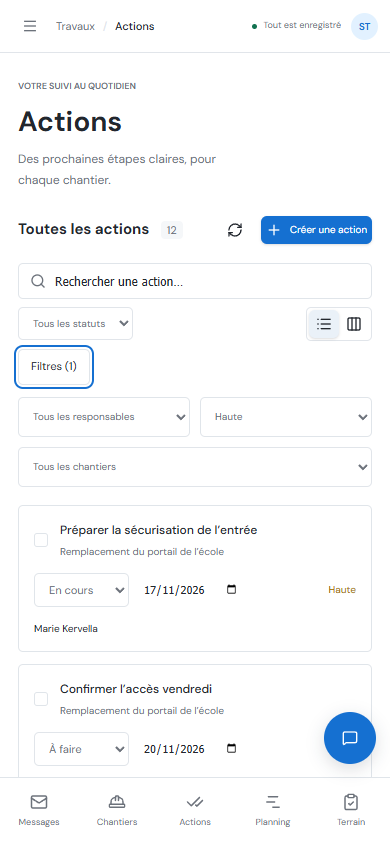 Travaux / Actions
Tout est enregistré
ST
VOTRE SUIVI AU QUOTIDIEN
Actions
Des prochaines étapes claires, pour
chaque chantier.
Toutes les actions 12
Créer une action
Rechercher une action...
Tous les statuts
Filtres (1)
Tous les responsables
Haute
Tous les chantiers
Préparer la sécurisation de l'entrée
Remplacement du portail de l'école
En cours
17/11/2026
Haute
Marie Kervella
Confirmer l'accès vendredi
Remplacement du portail de l'école
À faire
20/11/2026
Messages
Chantiers
Actions
Planning
Terrain